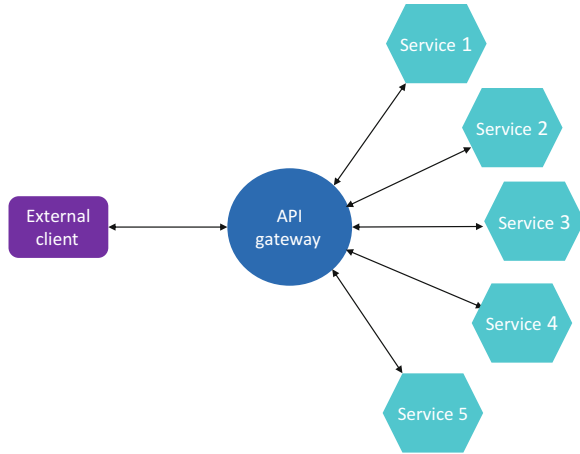 Service 1
Service 2
External
client
API
gateway
Service 3
Service 4
Service 5